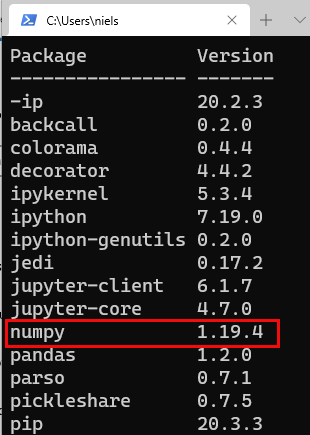 C:\Users\niels
Package Version
---------------- -------
-ip 20.2.3
backcall 0.2.0
colorama 0.4.4
decorator 4.4.2
ipykernel 5.3.4
ipython 7.19.0
ipython-genutils 0.2.0
jedi 0.17.2
jupyter-client 6.1.7
jupyter-core 4.7.0
numpy 1.19.4
pandas 1.2.0
parso 0.7.1
pickleshare 0.7.5
pip 20.3.3